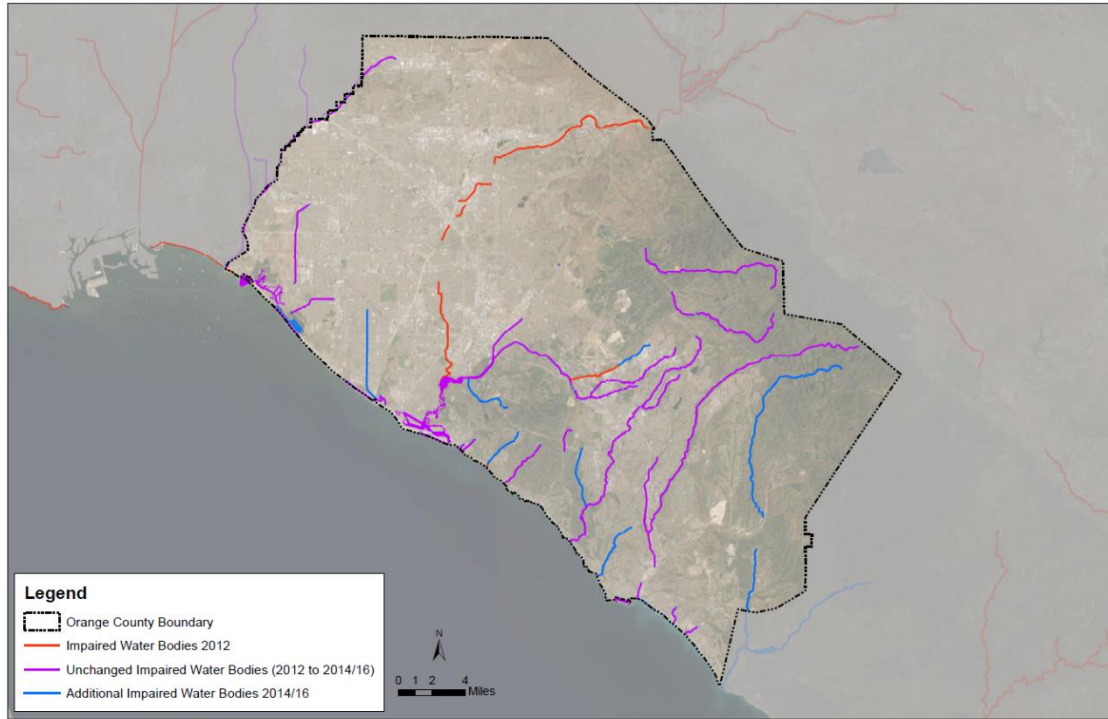 Legend
Orange County Boundary
Impaired Water Bodies 2012
Unchanged Impaired Water Bodies (2012 to 2014/16)
Additional Impaired Water Bodies 2014/16
N
0 1 2 4
Miles